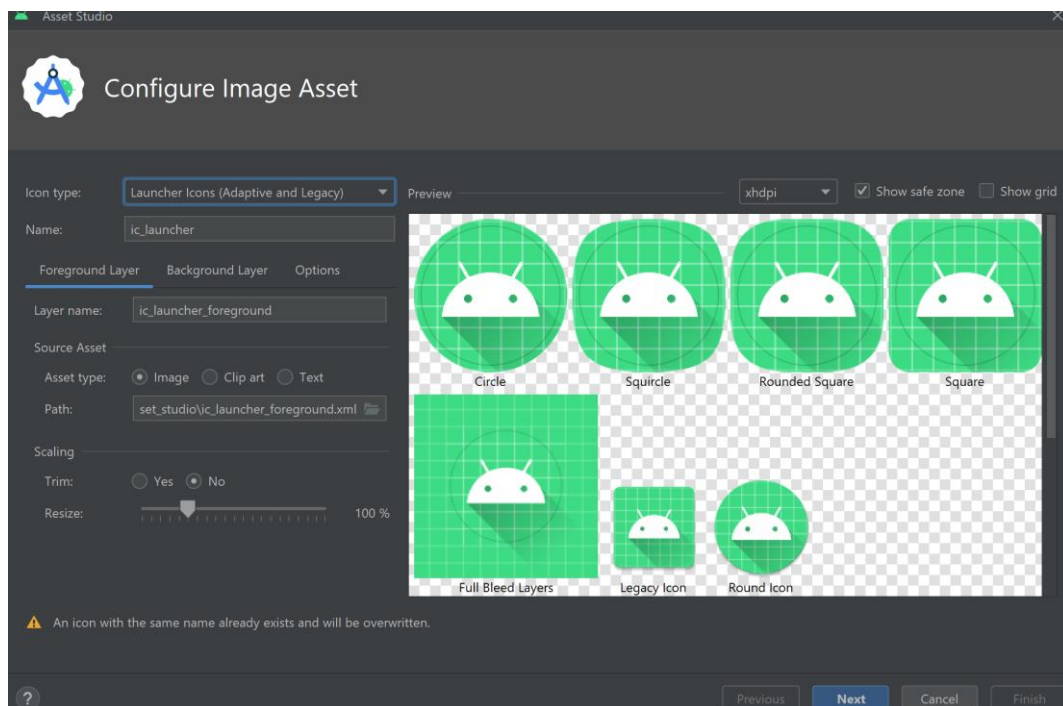 Asset Studio
Configure Image Asset
Icon type: Launcher Icons (Adaptive and Legacy)
Name: ic_launcher
Foreground Layer Background Layer Options
Layer name: ic_launcher_foreground
Source Asset
Asset type: Image Clip art Text
Path: set_studio\ic_launcher_foreground.xml
Scaling
Trim: Yes No
Resize: 100 %
Preview xhdpi Show safe zone Show grid
Circle Squircle Rounded Square Square
Full Bleed Layers Legacy Icon Round Icon
An icon with the same name already exists and will be overwritten.
? Previous Next Cancel Finish